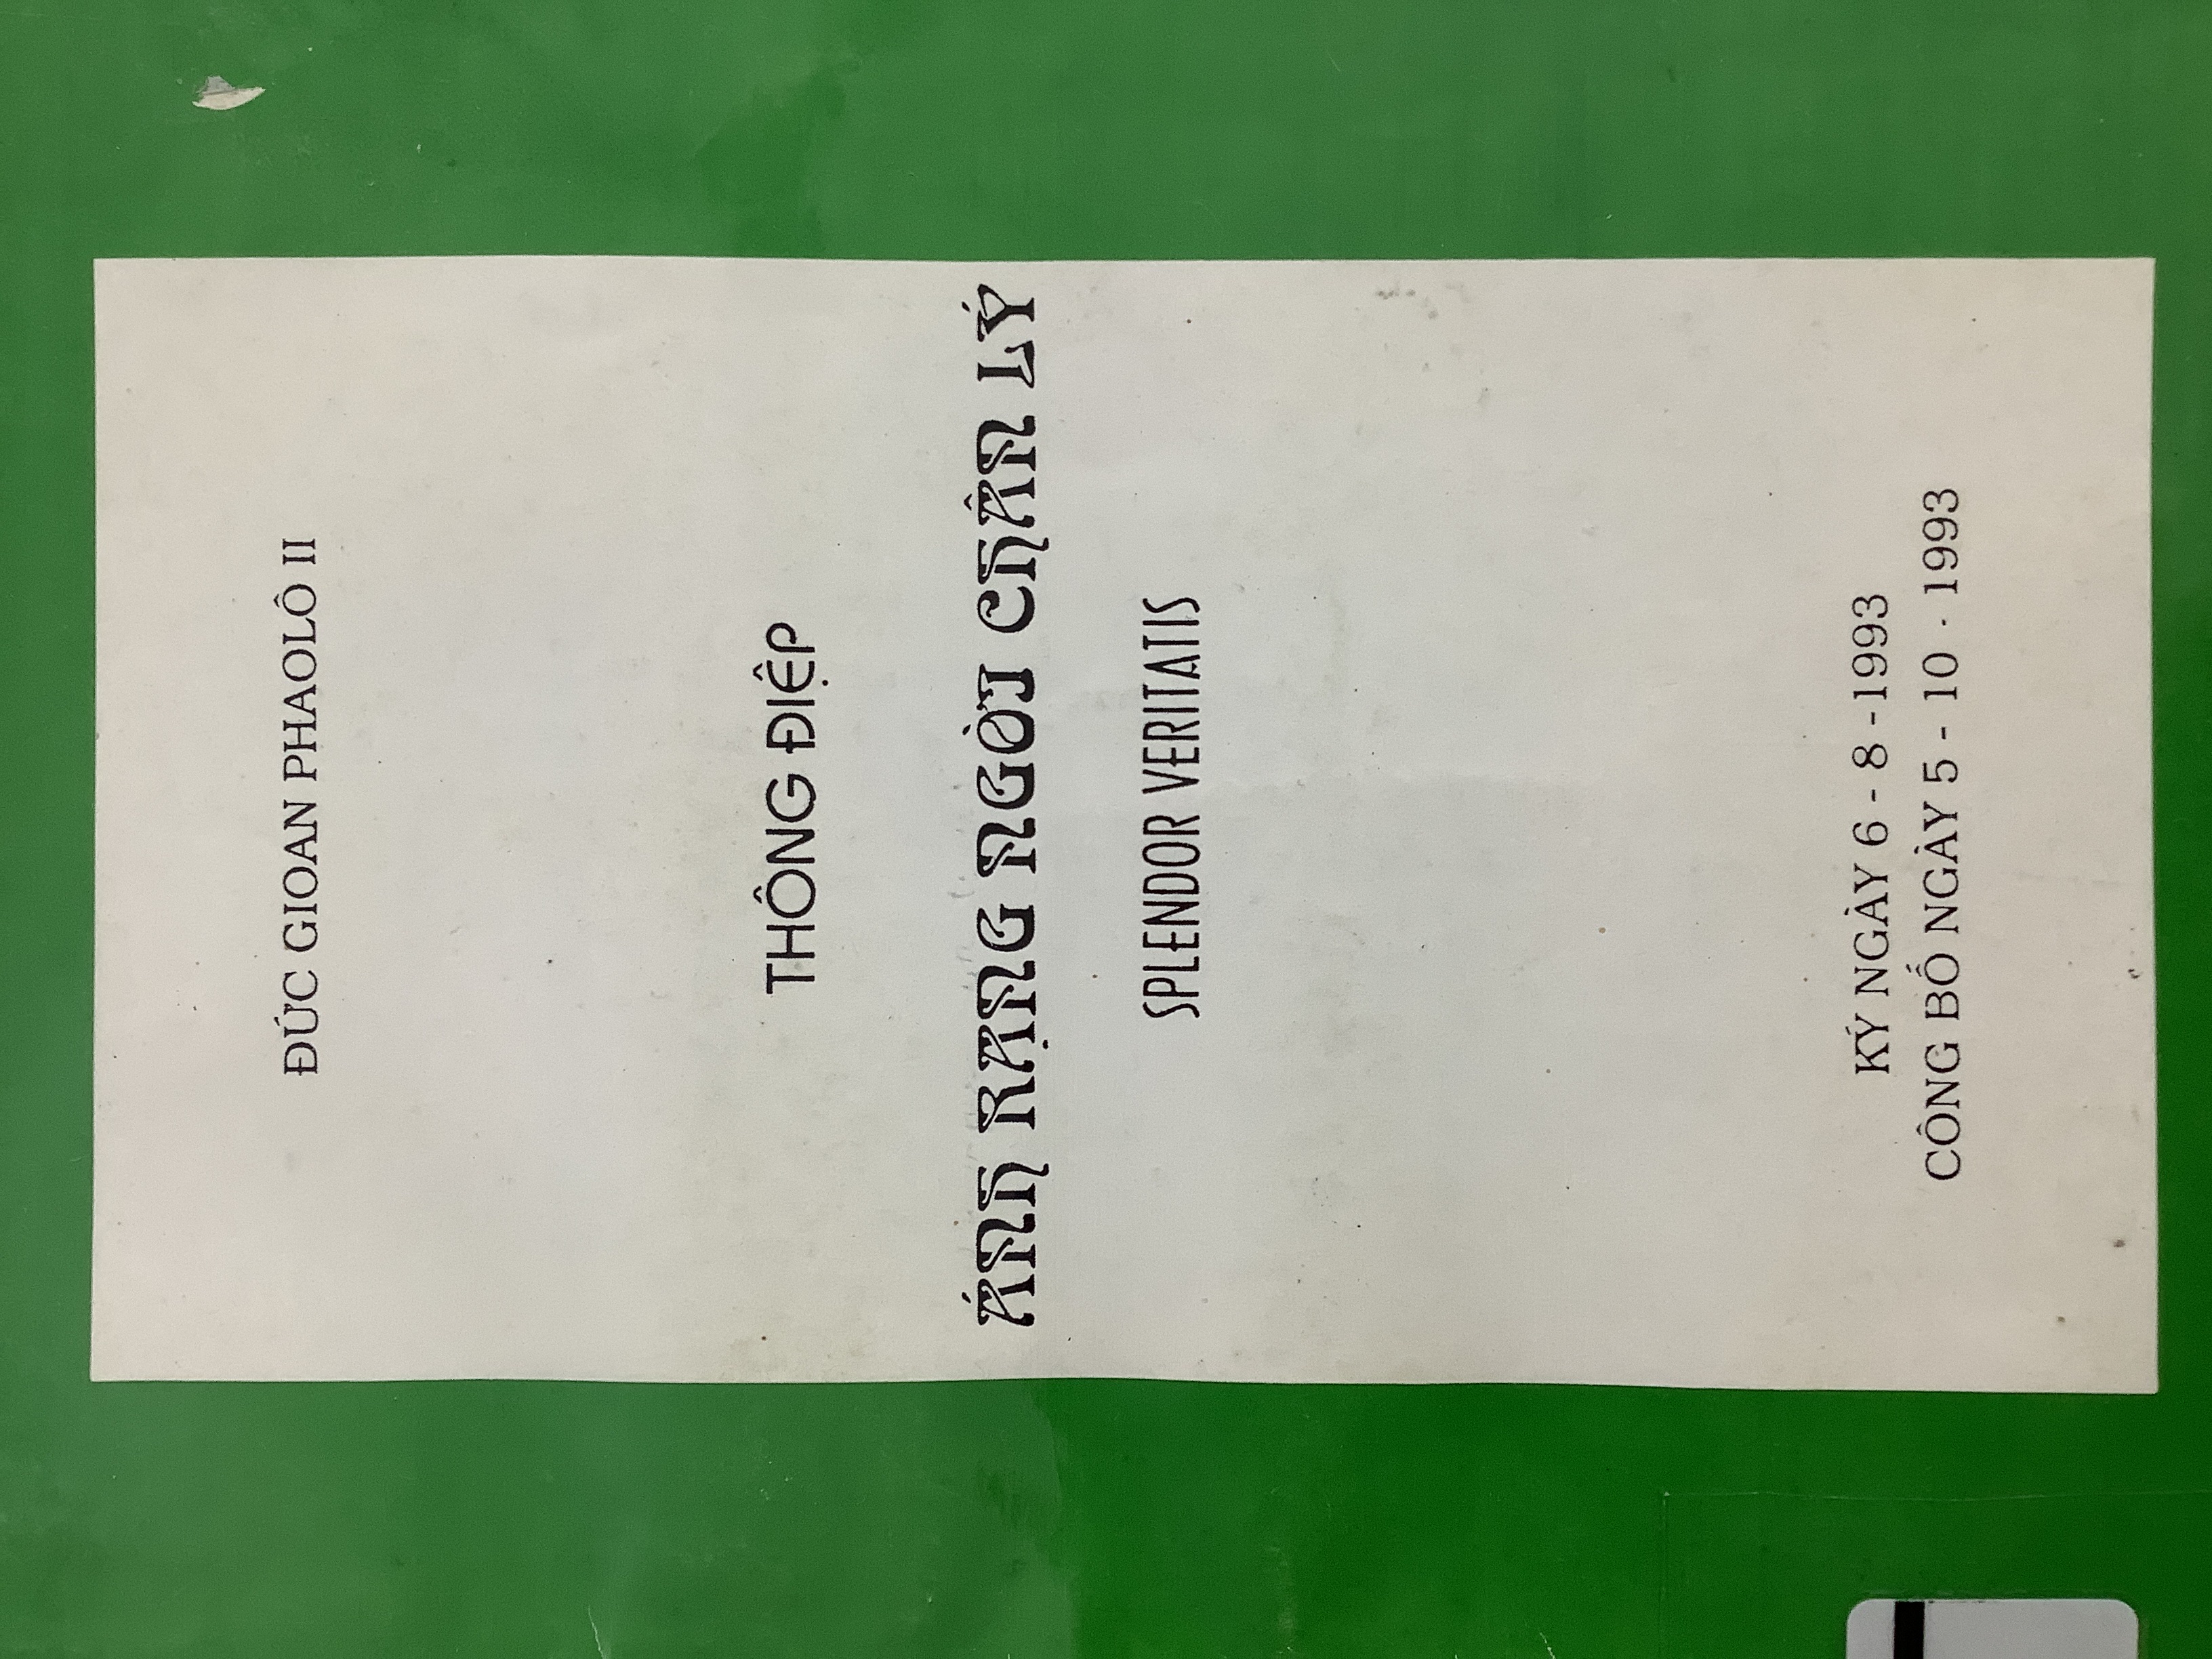 ĐỨC GIOAN PHAOLÔ II
THÔNG ĐIỆP
ÁNH RẠNG NGỜI CHÂN LÝ
SPLENDOR VERITATIS
KÝ NGÀY 6 - 8 -1993
CÔNG BỐ NGÀY 5 - 10 - 1993